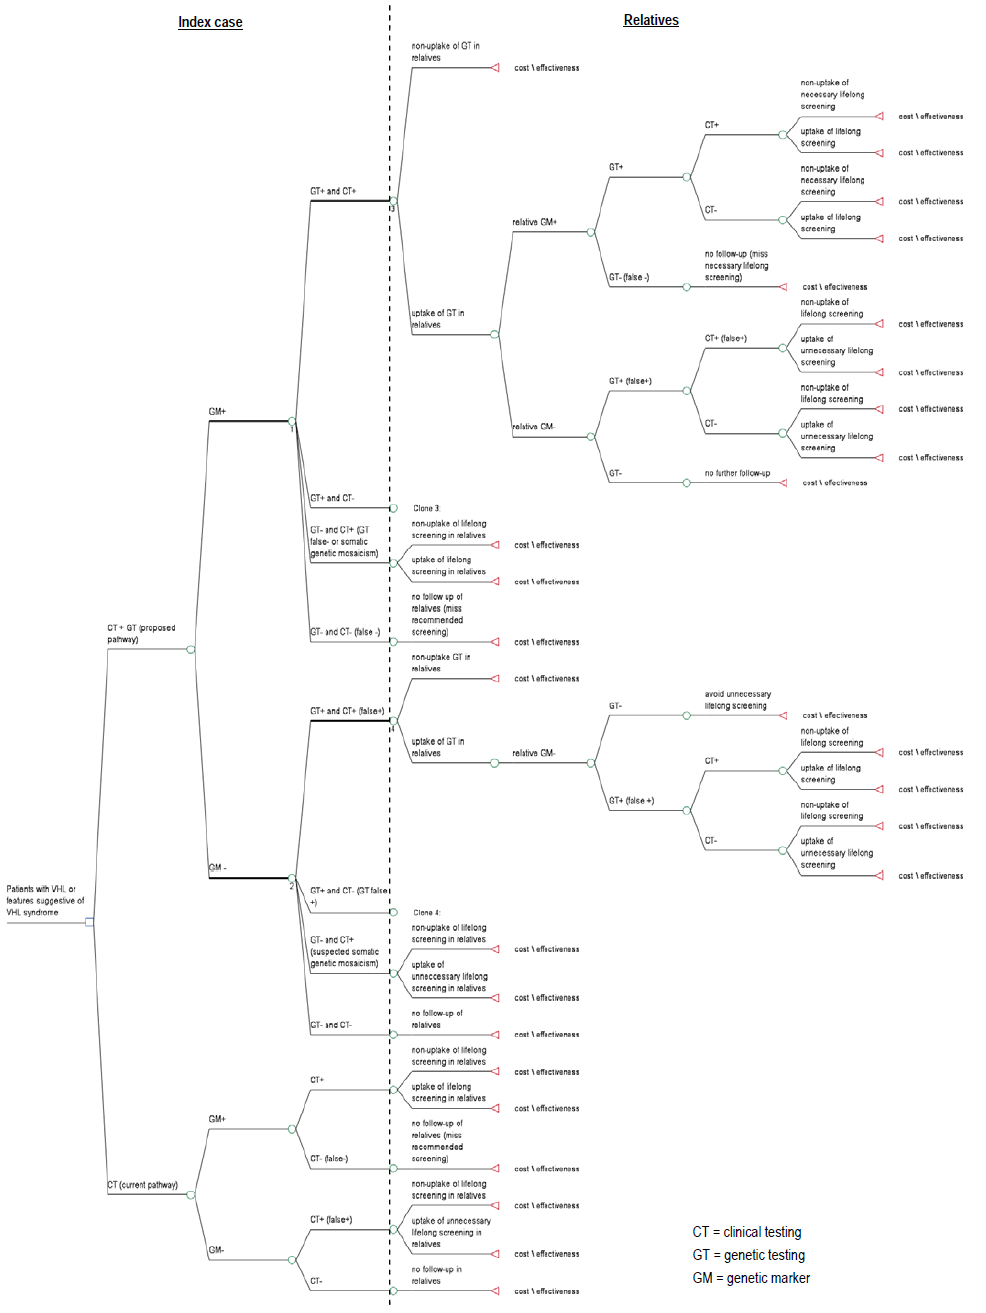 Index case
Relatives
non-uptake of GT in
relatives
cost \ effectiveness
non-uptake of
necessary lifelong
screening
cost \ effectiveness
CT+
uptake of lifelong
screening
cost \ effectiveness
GT+
non-uptake of
necessary lifelong
screening
cost \ effectiveness
CT-
uptake of lifelong
screening
cost \ effectiveness
GT+ and CT+
3
relative GM+
no follow-up (miss
necessary lifelong
screening)
GT- (false -)
cost \ effectiveness
uptake of GT in
relatives
non-uptake of
lifelong screening
cost \ effectiveness
CT+ (false+)
uptake of
unnecessary lifelong
screening
cost \ effectiveness
GT+ (false+)
non-uptake of
lifelong screening
cost \ effectiveness
CT-
uptake of
unnecessary lifelong
screening
cost \ effectiveness
relative GM-
GT-
no further follow-up
cost \ effectiveness
GM+
1
GT+ and CT-
Clone 3:
GT- and CT+ (GT
false- or somatic
genetic mosaicism)
non-uptake of lifelong
screening in relatives
cost \ effectiveness
uptake of lifelong
screening in relatives
cost \ effectiveness
no follow up of
relatives (miss
recommended
screening)
GT- and CT- (false -)
cost \ effectiveness
CT + GT (proposed
pathway)
non-uptake GT in
relatives
cost \ effectiveness
GT+ and CT+ (false+)
4
uptake of GT in
relatives
relative GM-
GT-
avoid unnecessary
lifelong screening
cost \ effectiveness
non-uptake of
lifelong screening
cost \ effectiveness
CT+
uptake of lifelong
screening
cost \ effectiveness
GT+ (false +)
non-uptake of
lifelong screening
cost \ effectiveness
CT-
uptake of
unnecessary lifelong
screening
cost \ effectiveness
GM -
2
GT+ and CT- (GT false
+)
Clone 4:
GT- and CT+
(suspected somatic
genetic mosaicism)
non-uptake of lifelong
screening in relatives
cost \ effectiveness
uptake of
unneccessary lifelong
screening in relatives
cost \ effectiveness
GT- and CT-
no follow-up of
relatives
cost \ effectiveness
Patients with VHL or
features suggestive of
VHL syndrome
CT (current pathway)
GM+
CT+
non-uptake of lifelong
screening in relatives
cost \ effectiveness
uptake of lifelong
screening in relatives
cost \ effectiveness
CT- (false-)
no follow-up of
relatives (miss
recommended
screening)
cost \ effectiveness
GM-
CT+ (false+)
non-uptake of lifelong
screening in relatives
cost \ effectiveness
uptake of unnecessary
lifelong screening in
relatives
cost \ effectiveness
CT-
no follow-up in
relatives
cost \ effectiveness
CT = clinical testing
GT = genetic testing
GM = genetic marker